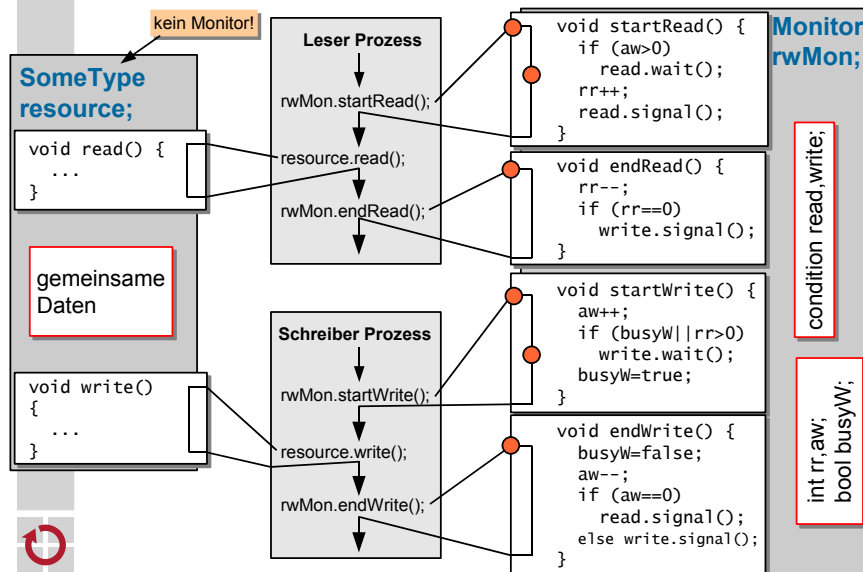 kein Monitor!
SomeType
resource;
void read() {
...
}
gemeinsame
Daten
void write()
{
...
}
Leser Prozess
rwMon.startRead();
resource.read();
rwMon.endRead();
Schreiber Prozess
rwMon.startWrite();
resource.write();
rwMon.endWrite();
Monitor
rwMon;
void startRead() {
if (aw>0)
read.wait();
rr++;
read.signal();
}
void endRead() {
rr--;
if (rr==0)
write.signal();
}
void startWrite() {
aw++;
if (busyW||rr>0)
write.wait();
busyW=true;
}
void endWrite() {
busyW=false;
aw--;
if (aw==0)
read.signal();
else write.signal();
}
condition read,write;
int rr,aw;
bool busyW;